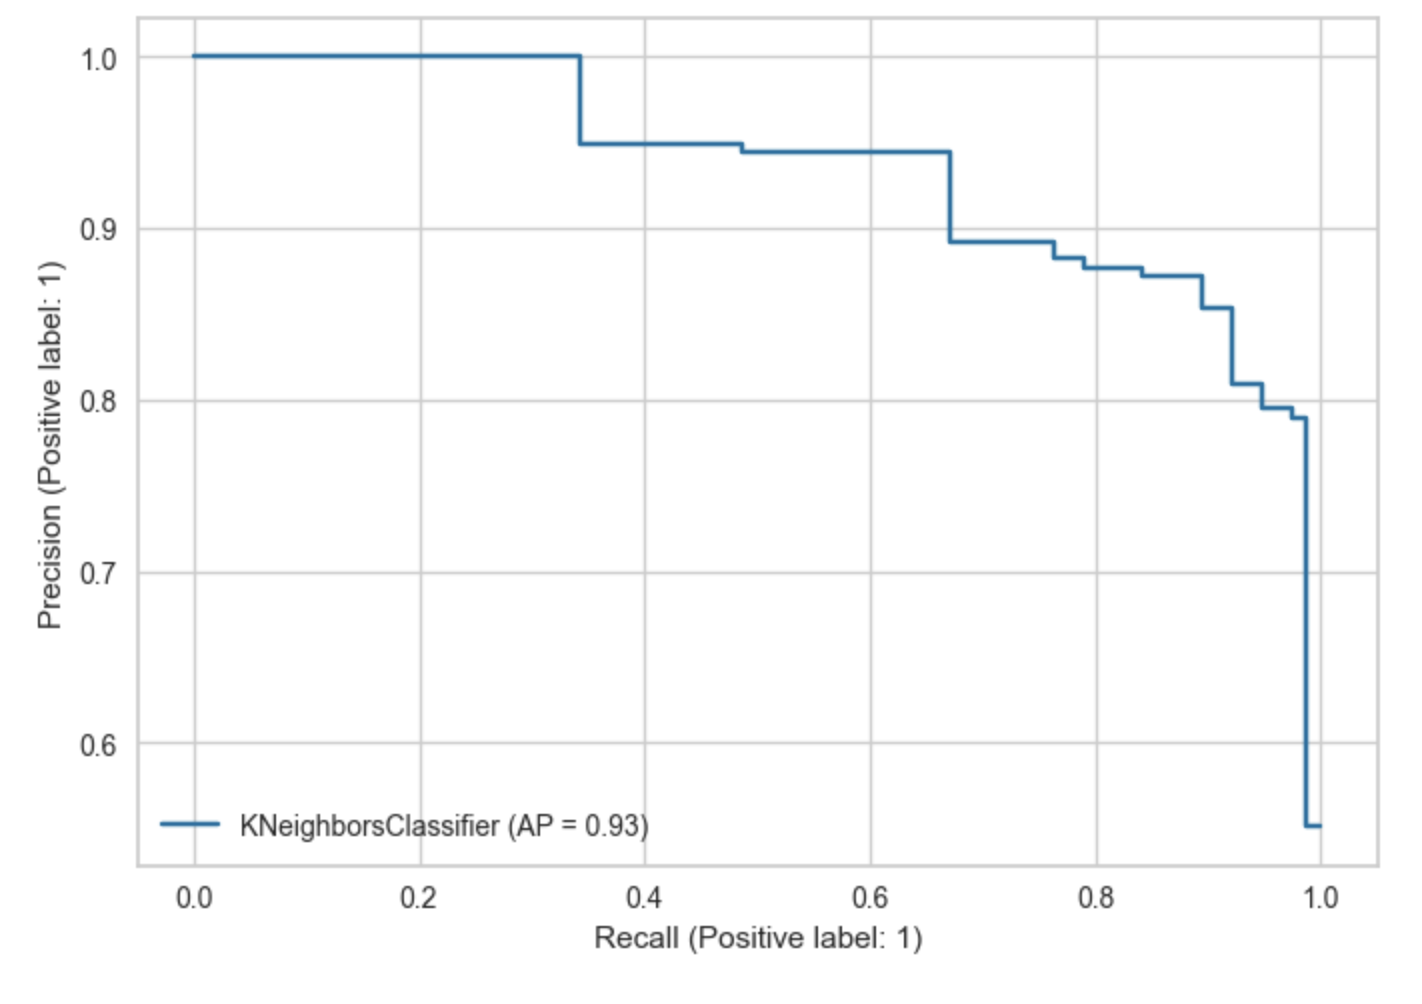 1.0
0.9
0.8
0.7
0.6
Precision (Positive label: 1)
KNeighborsClassifier (AP = 0.93)
0.0 0.2 0.4 0.6 0.8 1.0
Recall (Positive label: 1)